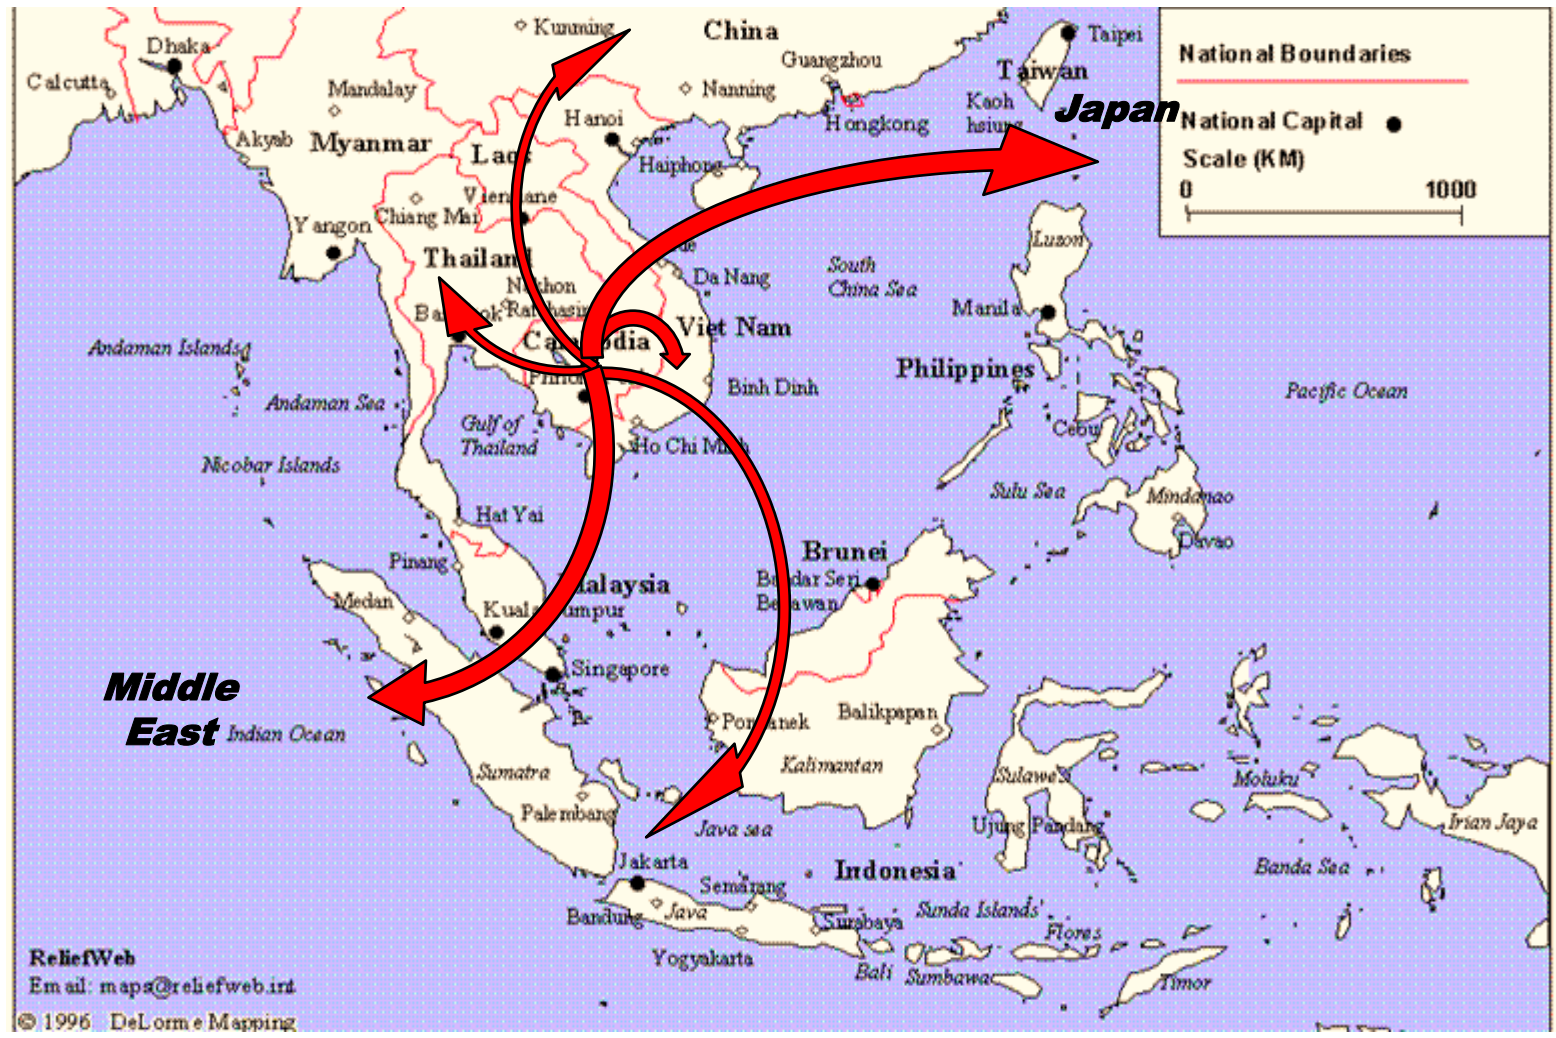 Kunming
China
Taipei
Dhaka
Guangzhou
National Boundaries
Calcutta
Mandalay
Nanning
Taiwan
Kaoh
hsiung
Japan
National Capital
Hanoi
Hongkong
Akyab
Myanmar
Laos
Haiphong
Scale (KM)
0
1000
Chiang Mai
Yangon
Luzon
Thailand
Da Nang
South
China Sea
Manila
Viet Nam
Andaman Islands
Philippines
Binh Dinh
Pacific Ocean
Andaman Sea
Gulf of
Thailand
Cebu
Ho Chi Minh
Nicobar Islands
Sulu Sea
Mindanao
Hat Yai
Davao
Brunei
Pinang
Malaysia
Medan
Singapore
Middle
East
Indian Ocean
Balikpapan
Sumatra
Kalimantan
Sulawesi
Moluku
Palembang
Java sea
Ujung Pandang
Irian Jaya
Jakarta
Indonesia
Banda Sea
Semarang
Bandung
Java
Surabaya
Sunda Islands
Flores
Yogyakarta
Bali
Sumbawa
Timor
ReliefWeb
Email: maps@reliefweb.int
© 1996 DeLorme Mapping